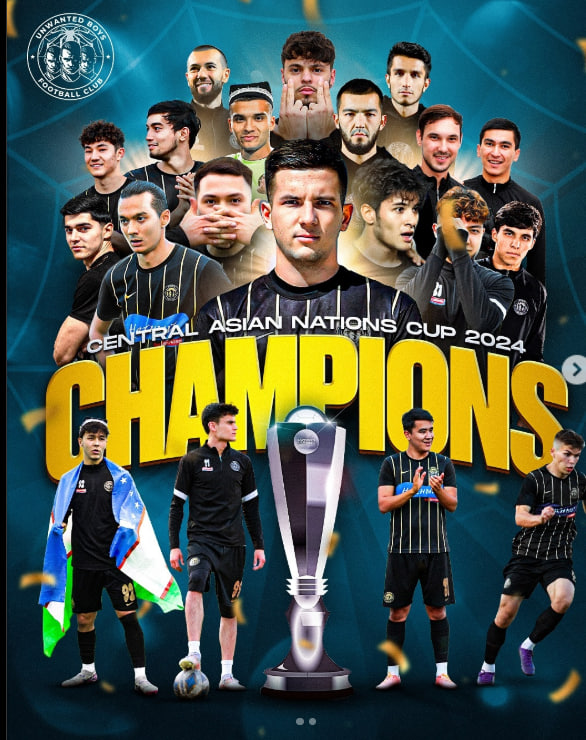 UNWANTED BOYS
FOOTBALL CLUB
CENTRAL ASIAN NATIONS CUP 2024
CHAMPIONS